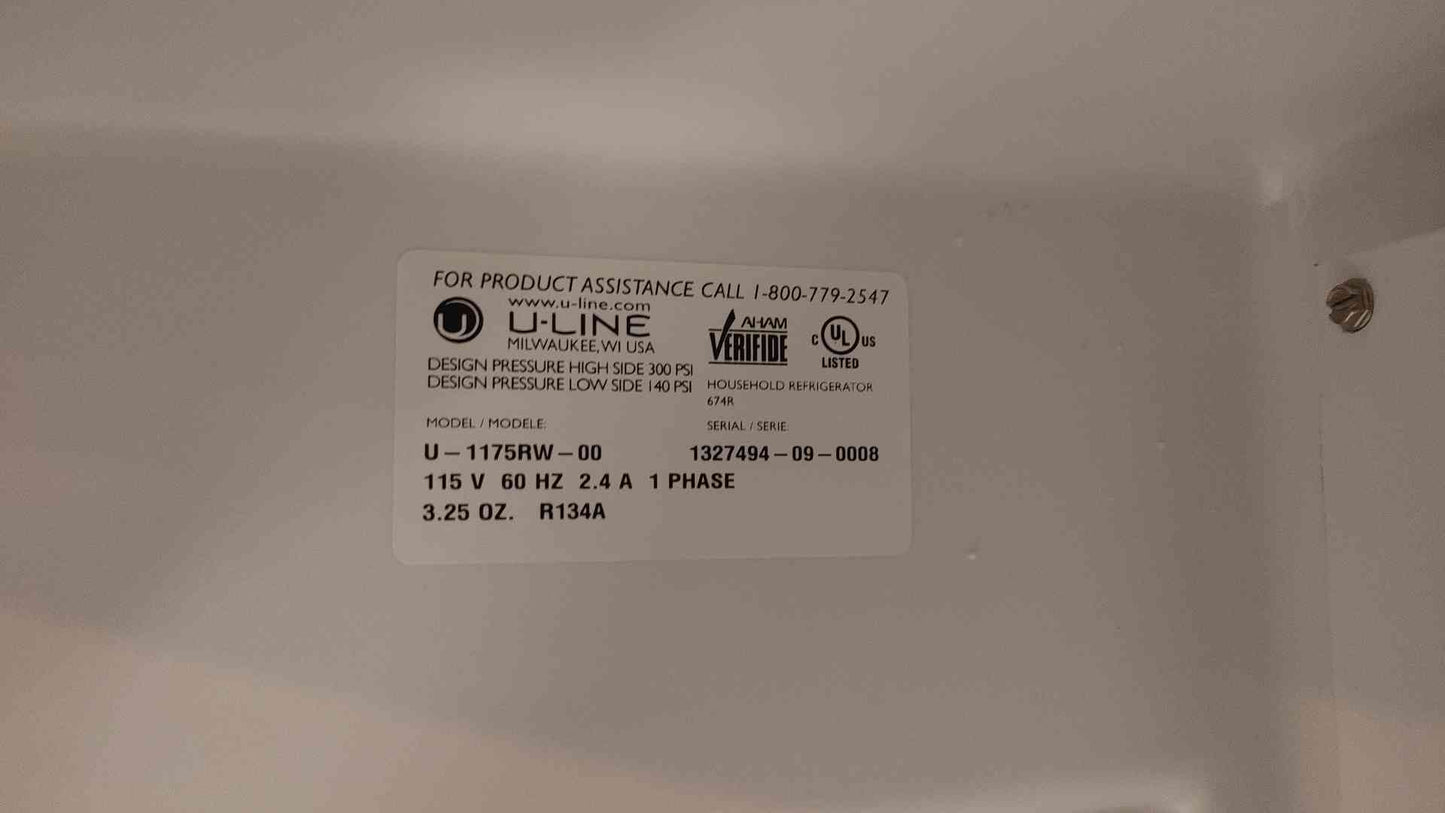 FOR PRODUCT ASSISTANCE CALL 1-800-779-2547
www.u-line.com
U U-LINE
MILWAUKEE, WI USA
AHAM
VERIFIDE
C UL US
LISTED
DESIGN PRESSURE HIGH SIDE 300 PSI
DESIGN PRESSURE LOW SIDE 140 PSI
HOUSEHOLD REFRIGERATOR
674R
MODEL / MODELE:
SERIAL / SERIE:
U-1175RW-00 1327494-09-0008
115 V 60 HZ 2.4 A 1 PHASE
3.25 OZ. R134A